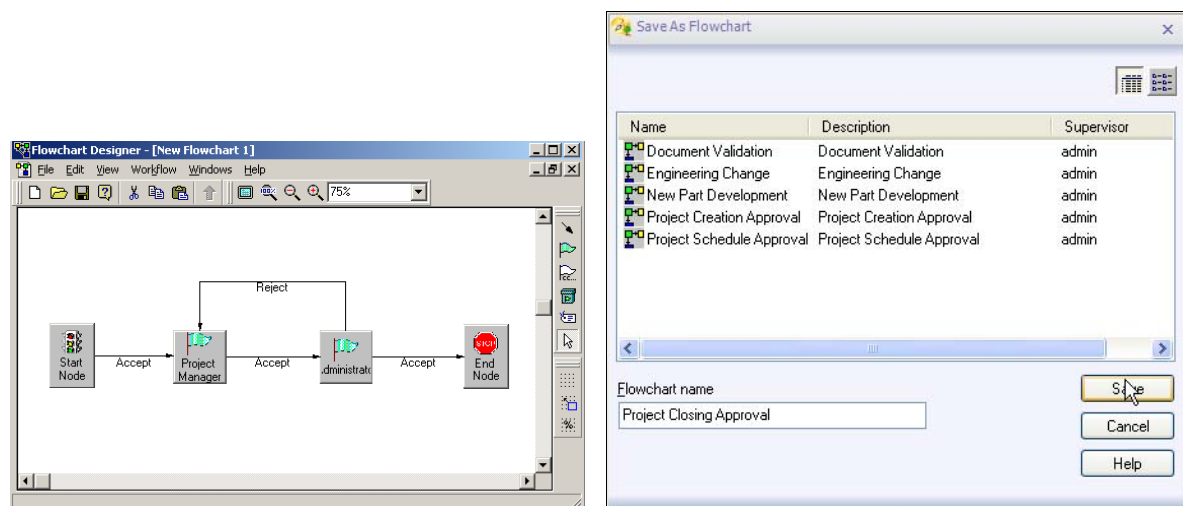 Flowchart Designer - [New Flowchart 1]
File Edit View Workflow Windows Help
75%
CC...
Reject
Start Node
Accept
Project Manager
Accept
.dministrato
Accept
STOP
End Node
Save As Flowchart
Name Description Supervisor
Document Validation Document Validation admin
Engineering Change Engineering Change admin
New Part Development New Part Development admin
Project Creation Approval Project Creation Approval admin
Project Schedule Approval Project Schedule Approval admin
Flowchart name
Project Closing Approval
Save
Cancel
Help